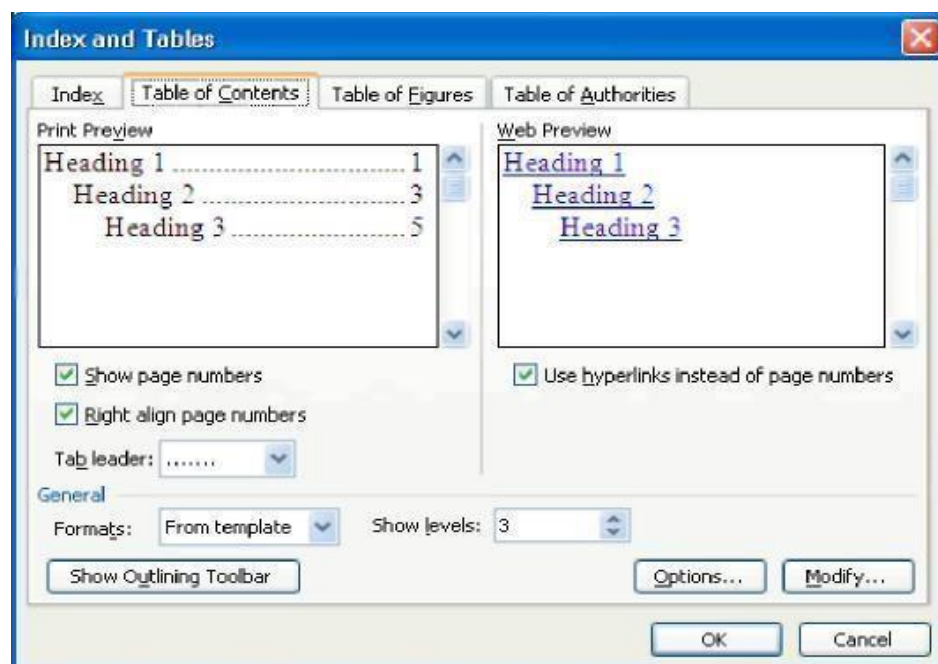 Index and Tables
Index Table of Contents Table of Figures Table of Authorities
Print Preview Web Preview
Heading 1 ................................ 1 Heading 1
Heading 2 ............................ 3 Heading 2
Heading 3 ........................ 5 Heading 3
Show page numbers Use hyperlinks instead of page numbers
Right align page numbers
Tab leader: .......
General
Formats: From template Show levels: 3
Show Outlining Toolbar Options... Modify...
OK Cancel